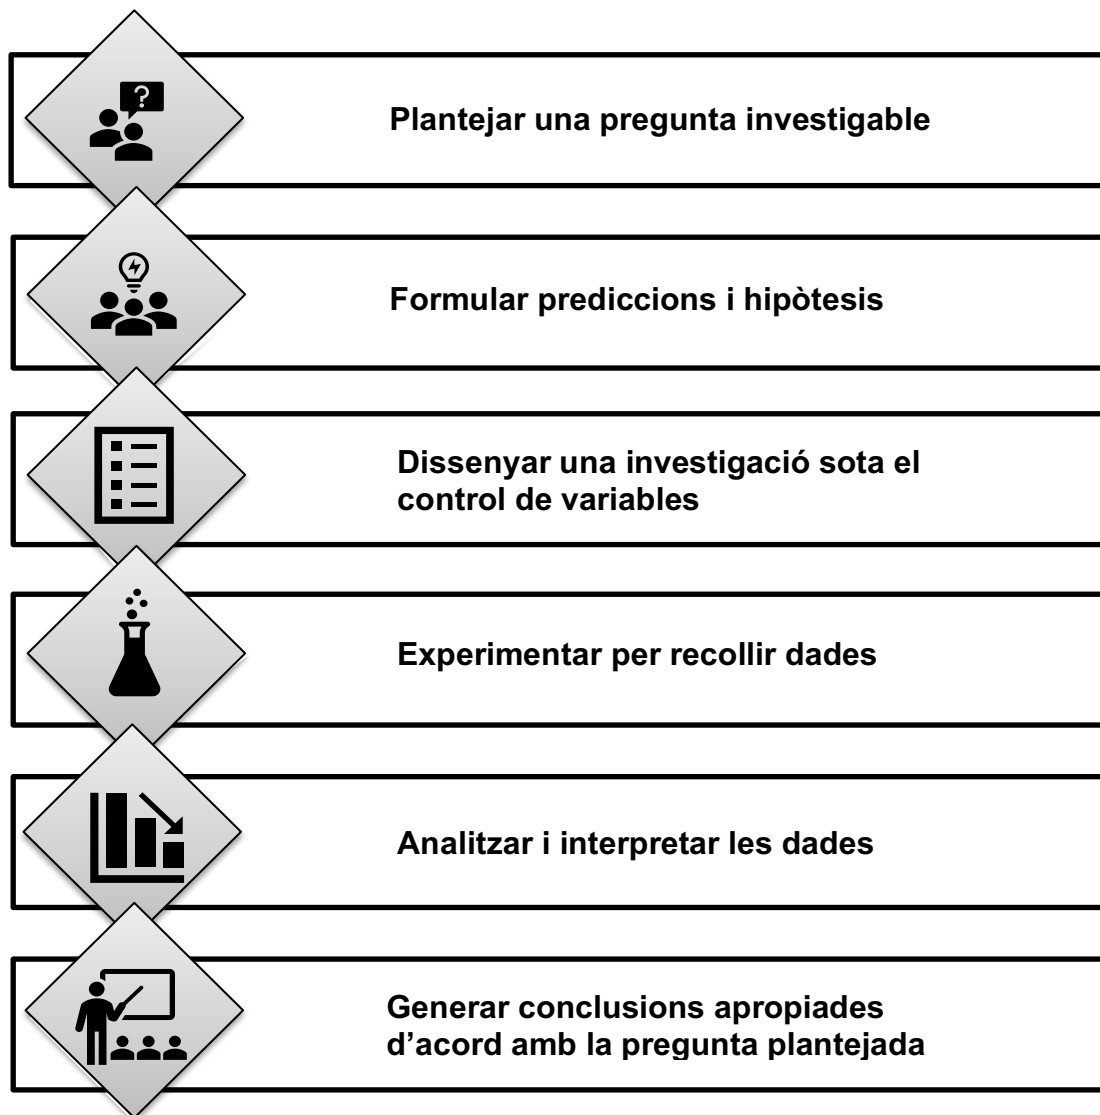 ?
Plantejar una pregunta investigable
Formular prediccions i hipòtesis
Dissenyar una investigació sota el
control de variables
Experimentar per recollir dades
Analitzar i interpretar les dades
Generar conclusions apropiades
d’acord amb la pregunta plantejada